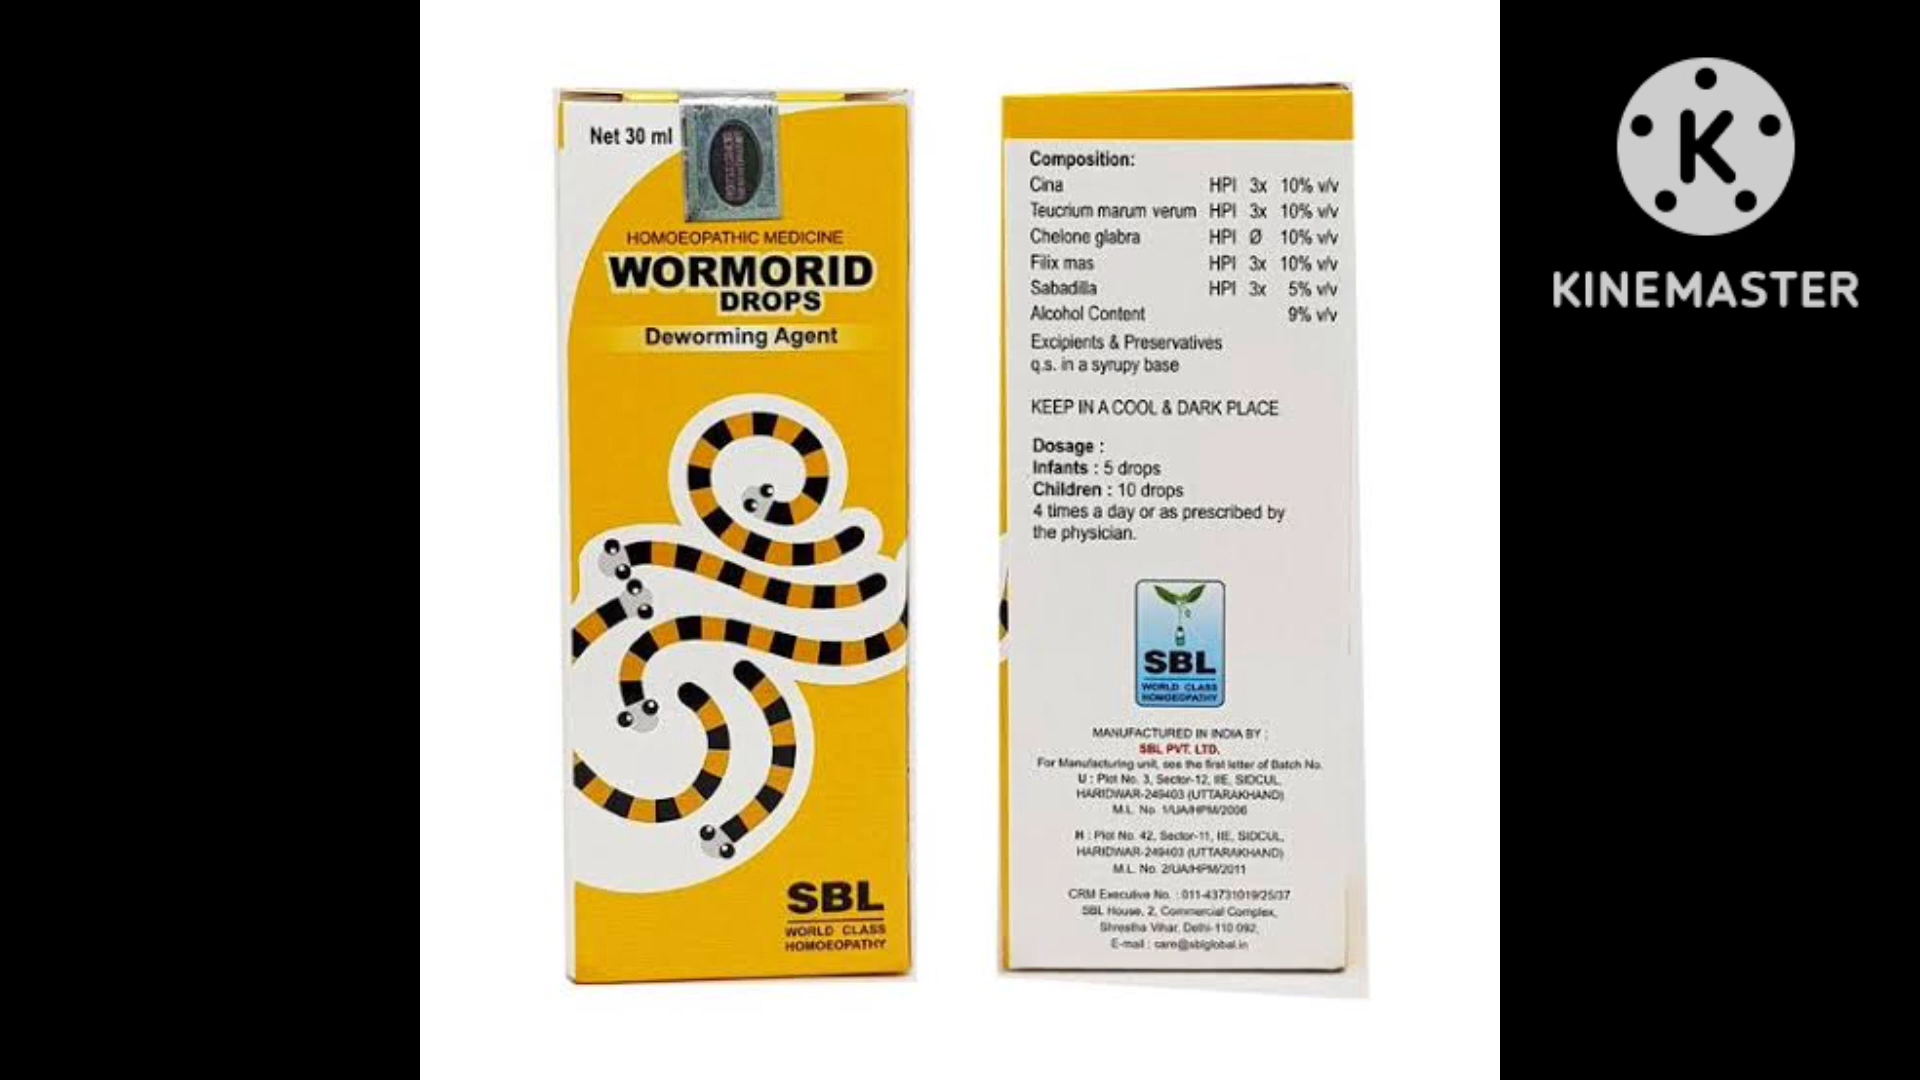 Net 30 ml
HOMOEOPATHIC MEDICINE
WORMORID
DROPS
Deworming Agent
SBL
WORLD CLASS
HOMOEOPATHY
Composition:
Cina HPI 3x 10% v/v
Teucrium marum verum HPI 3x 10% v/v
Chelone glabra HPI Ø 10% v/v
Filix mas HPI 3x 10% v/v
Sabadilla HPI 3x 5% v/v
Alcohol Content 9% v/v
Excipients & Preservatives
q.s. in a syrupy base
KEEP IN A COOL & DARK PLACE
Dosage :
Infants : 5 drops
Children : 10 drops
4 times a day or as prescribed by
the physician.
SBL
WORLD CLASS
HOMOEOPATHY
MANUFACTURED IN INDIA BY :
SBL PVT. LTD.
For Manufacturing unit, see the first letter of Batch No.
U : Plot No. 3, Sector-12, IIE, SIDCUL,
HARIDWAR-249403 (UTTARAKHAND)
M.L. No. 1/UA/HPM/2006
H : Plot No. 42, Sector-11, IIE, SIDCUL,
HARIDWAR-249403 (UTTARAKHAND)
M.L. No. 2/UA/HPM/2011
CRM Executive No. : 011-43731019/25/37
SBL House, 2, Commercial Complex,
Shrestha Vihar, Delhi-110 092,
E-mail : care@sblglobal.in
K
KINEMASTER